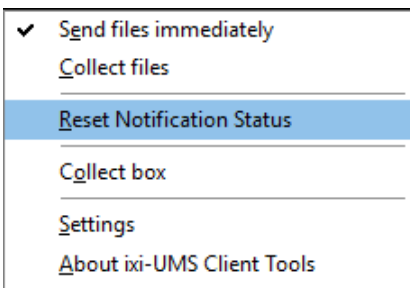 Send files immediately
Collect files
Reset Notification Status
Collect box
Settings
About ixi-UMS Client Tools